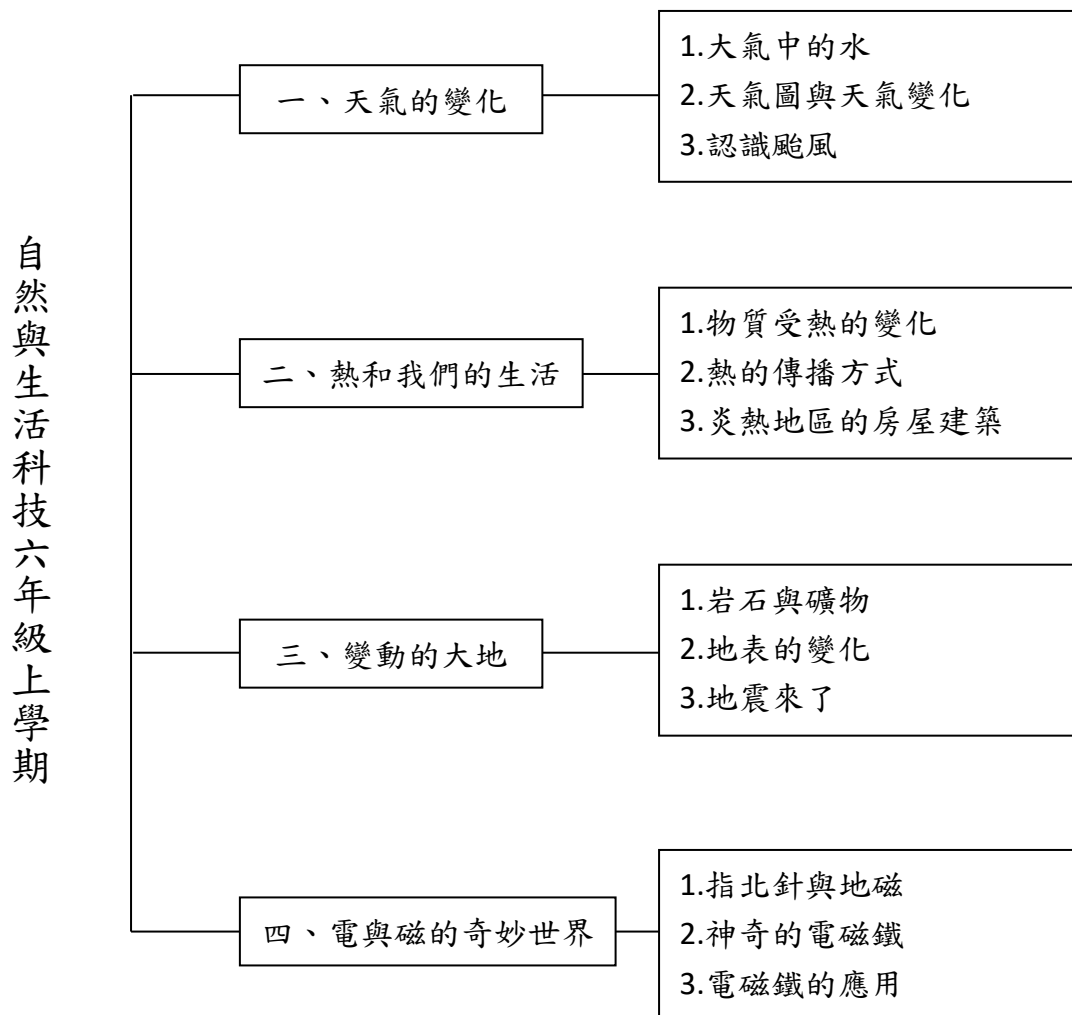 自然與生活科技六年級上學期
一、天氣的變化
1.大氣中的水
2.天氣圖與天氣變化
3.認識颱風
二、熱和我們的生活
1.物質受熱的變化
2.熱的傳播方式
3.炎熱地區的房屋建築
三、變動的大地
1.岩石與礦物
2.地表的變化
3.地震來了
四、電與磁的奇妙世界
1.指北針與地磁
2.神奇的電磁鐵
3.電磁鐵的應用